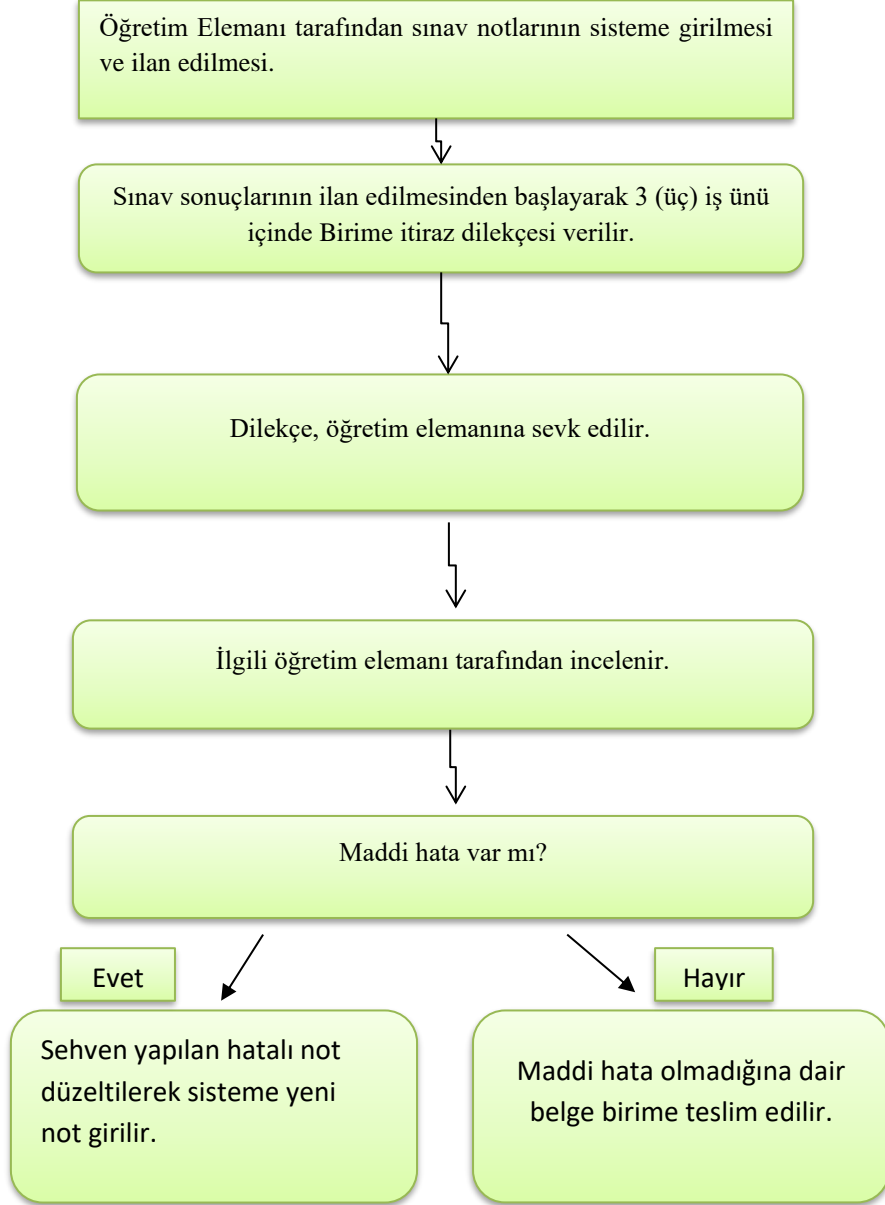 Öğretim Elemanı tarafından sınav notlarının sisteme girilmesi
ve ilan edilmesi.
Sınav sonuçlarının ilan edilmesinden başlayarak 3 (üç) iş ünü
içinde Birime itiraz dilekçesi verilir.
Dilekçe, öğretim elemanına sevk edilir.
İlgili öğretim elemanı tarafından incelenir.
Maddi hata var mı?
Evet
Hayır
Sehven yapılan hatalı not
düzeltilerek sisteme yeni
not girilir.
Maddi hata olmadığına dair
belge birime teslim edilir.